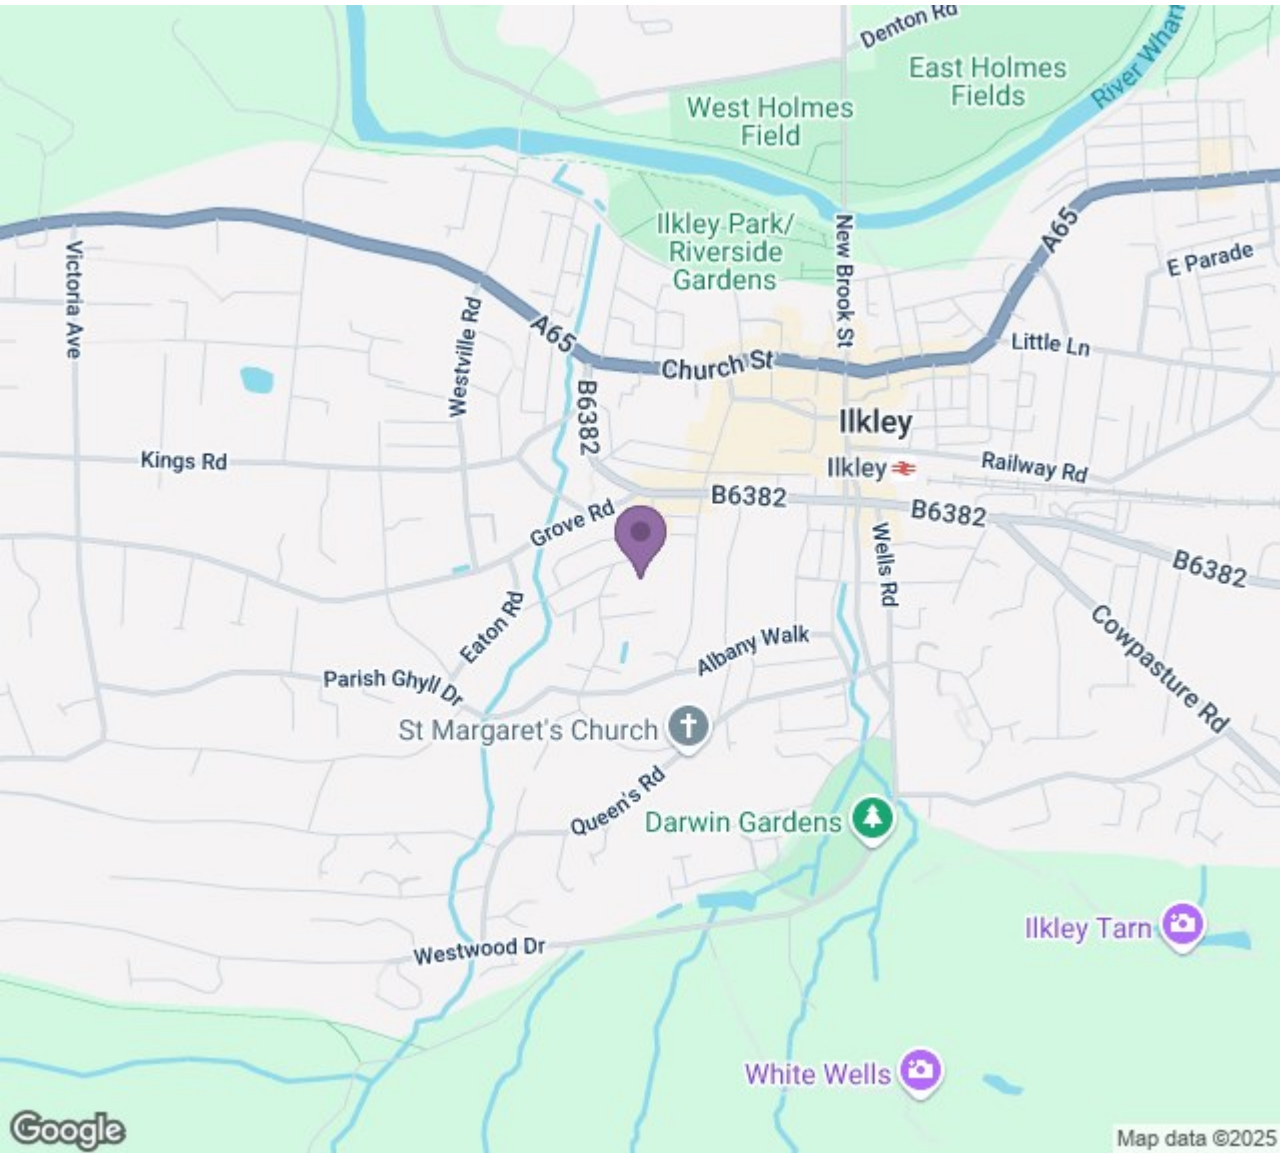 Denton Rd
East Holmes
Fields
River Wharf
West Holmes
Field
Ilkley Park/
Riverside
Gardens
New Brook St
A65
E Parade
Victoria Ave
Westville Rd
A65
Church St
Little Ln
B6382
Ilkley
Kings Rd
Ilkley
Railway Rd
B6382
B6382
Grove Rd
Wells Rd
B6382
Eaton Rd
Albany Walk
Cowpasture Rd
Parish Ghyll Dr
St Margaret's Church
Queen's Rd
Darwin Gardens
Ilkley Tarn
Westwood Dr
White Wells
Google
Map data ©2025